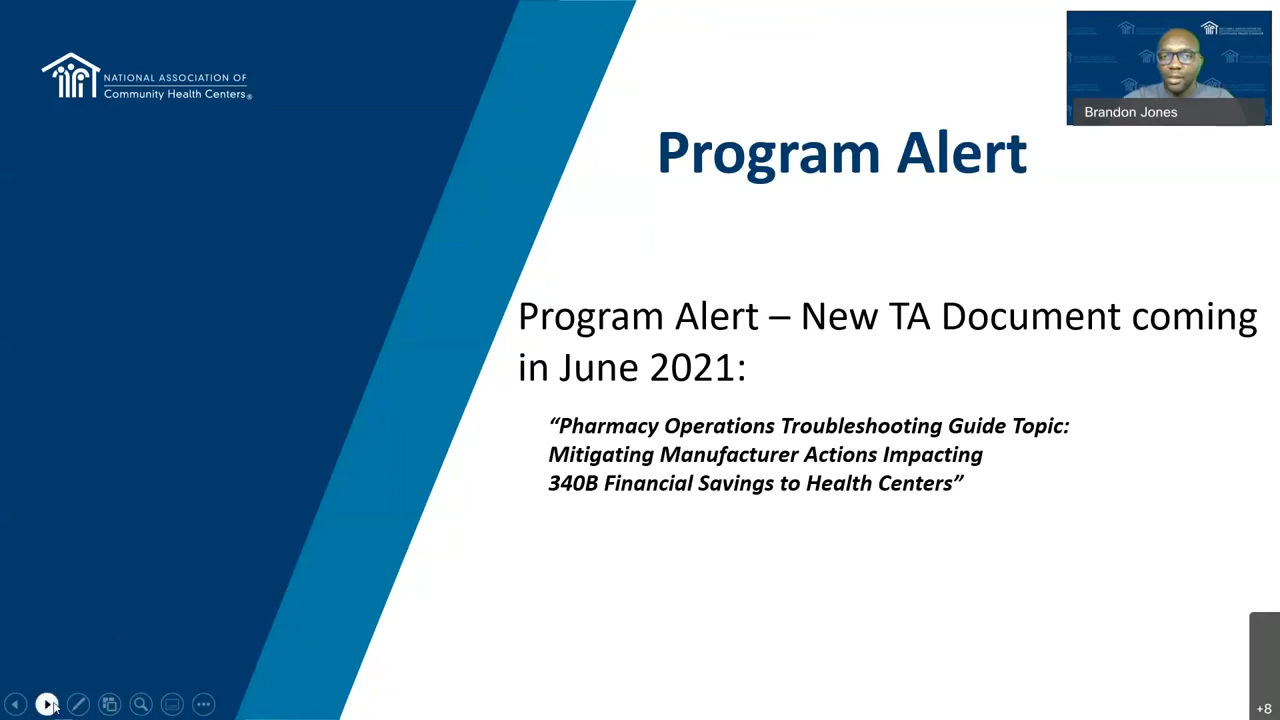 NATIONAL ASSOCIATION OF
Community Health Centers®
Brandon Jones
Program Alert
Program Alert – New TA Document coming
in June 2021:
“Pharmacy Operations Troubleshooting Guide Topic:
Mitigating Manufacturer Actions Impacting
340B Financial Savings to Health Centers”
+8